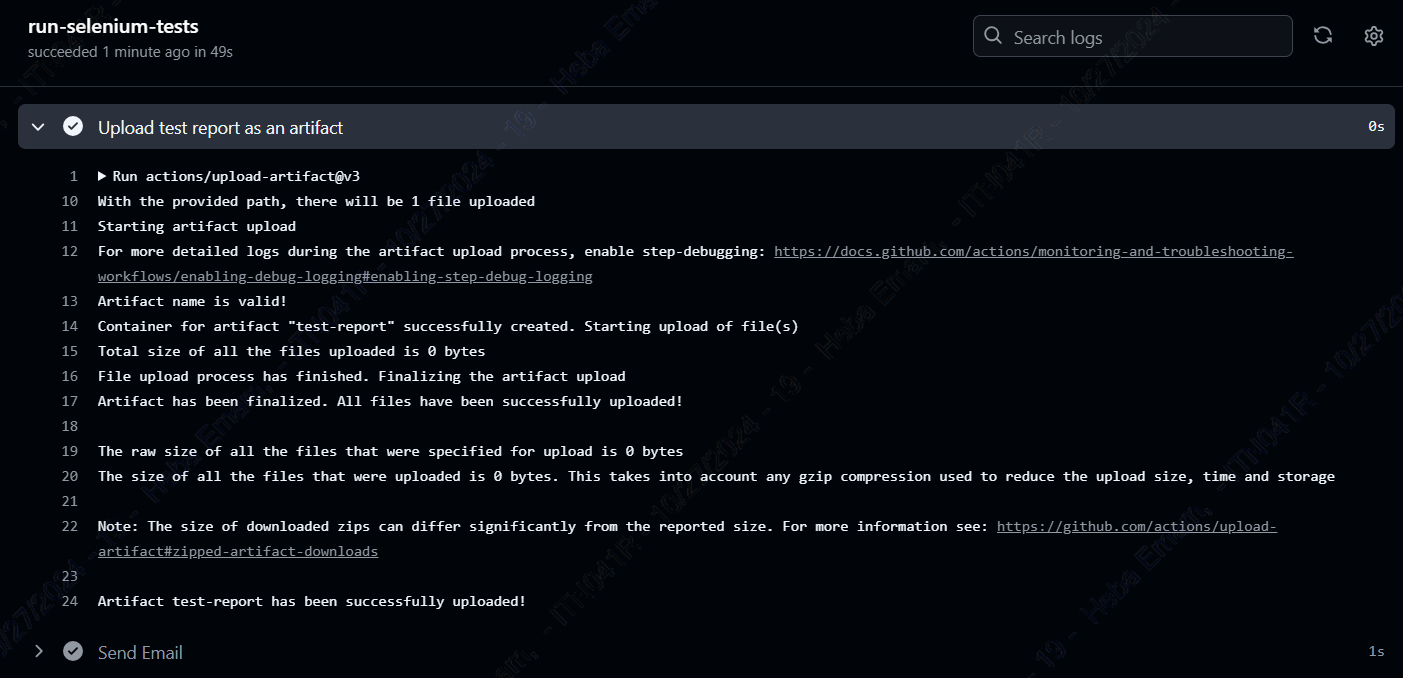 run-selenium-tests
succeeded 1 minute ago in 49s
Search logs
Upload test report as an artifact 0s
1 Run actions/upload-artifact@v3
10 With the provided path, there will be 1 file uploaded
11 Starting artifact upload
12 For more detailed logs during the artifact upload process, enable step-debugging: https://docs.github.com/actions/monitoring-and-troubleshooting-
workflows/enabling-debug-logging#enabling-step-debug-logging
13 Artifact name is valid!
14 Container for artifact "test-report" successfully created. Starting upload of file(s)
15 Total size of all the files uploaded is 0 bytes
16 File upload process has finished. Finalizing the artifact upload
17 Artifact has been finalized. All files have been successfully uploaded!
18
19 The raw size of all the files that were specified for upload is 0 bytes
20 The size of all the files that were uploaded is 0 bytes. This takes into account any gzip compression used to reduce the upload size, time and storage
21
22 Note: The size of downloaded zips can differ significantly from the reported size. For more information see: https://github.com/actions/upload-
artifact#zipped-artifact-downloads
23
24 Artifact test-report has been successfully uploaded!
Send Email 1s